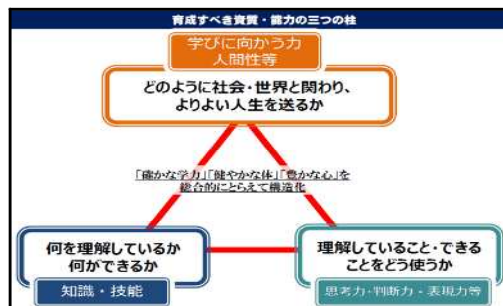 育成すべき資質・能力の三つの柱
学びに向かう力
人間性等
どのように社会・世界と関わり、
よりよい人生を送るか
「確かな学力」「健やかな体」「豊かな心」を
総合的にとらえて構造化
何を理解しているか
何ができるか
知識・技能
理解していること・できる
ことをどう使うか
思考力・判断力・表現力等